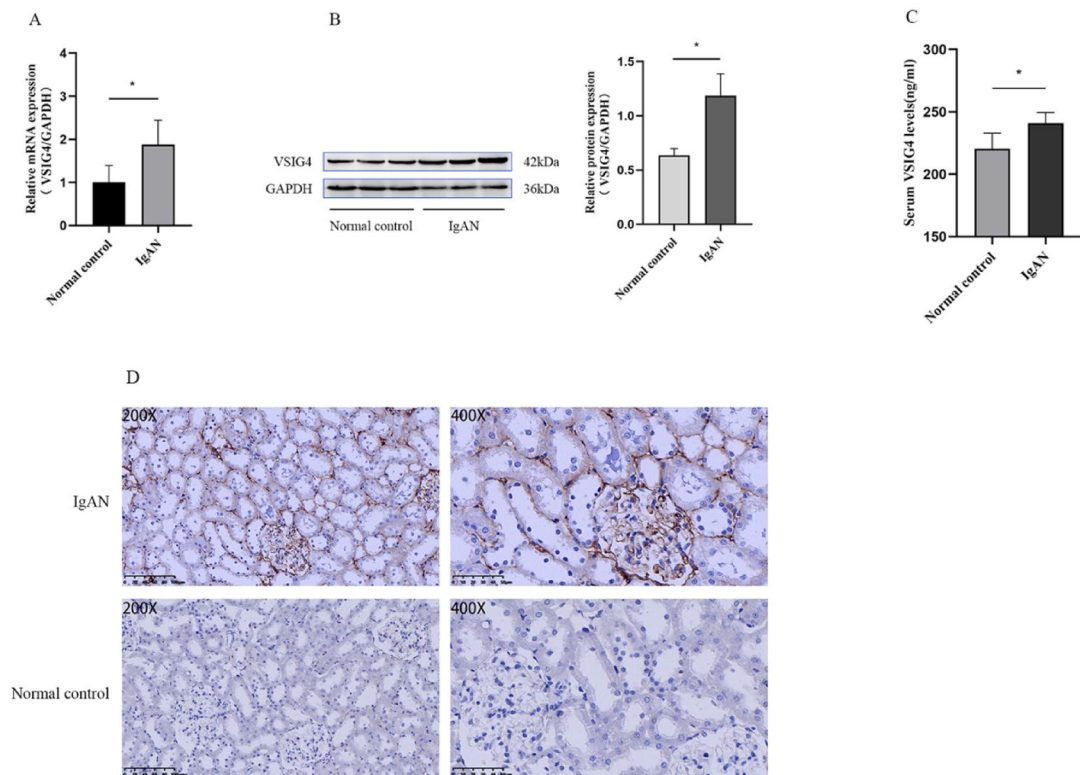 A
Relative mRNA expression
( VSIG4/GAPDH)
4
3
2
1
0
*
Normal control
IgAN
B
VSIG4
42kDa
GAPDH
36kDa
Normal control
IgAN
Relative protein expression
( VSIG4/GAPDH)
1.5
1.0
0.5
0.0
*
Normal control
IgAN
C
Serum VSIG4 levels(ng/ml)
300
250
200
150
*
Normal control
IgAN
D
IgAN
200X
400X
Normal control
200X
400X